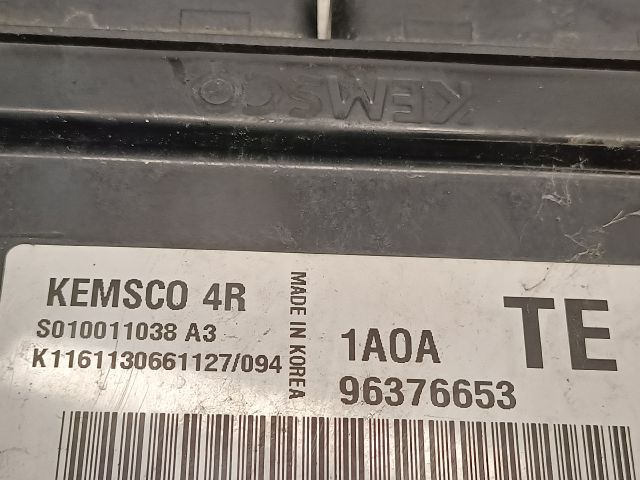 KEMSCO
KEMSCO 4R
S010011038 A3
K1161130661127/094
MADE IN KOREA
1A0A
96376653
TE